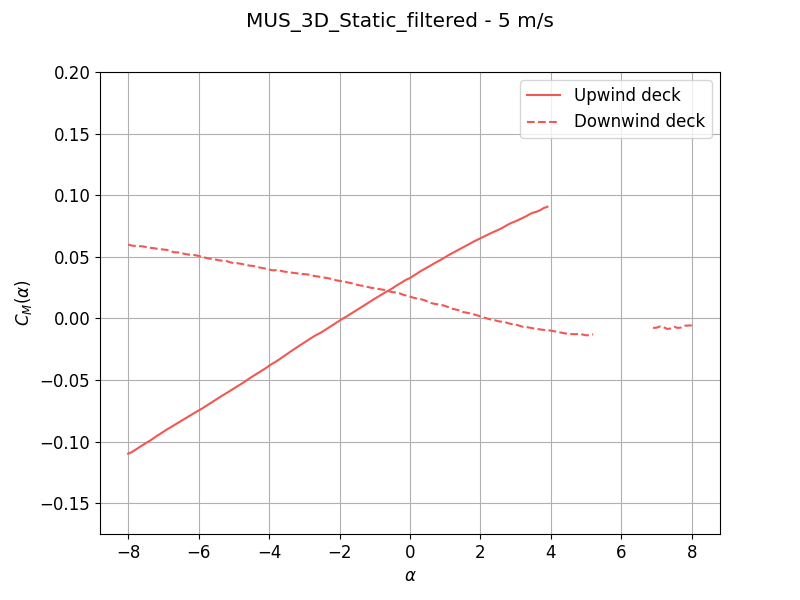 MUS_3D_Static_filtered - 5 m/s
Upwind deck
Downwind deck
0.20
0.15
0.10
0.05
0.00
−0.05
−0.10
−0.15
C_M(α)
−8 −6 −4 −2 0 2 4 6 8
α